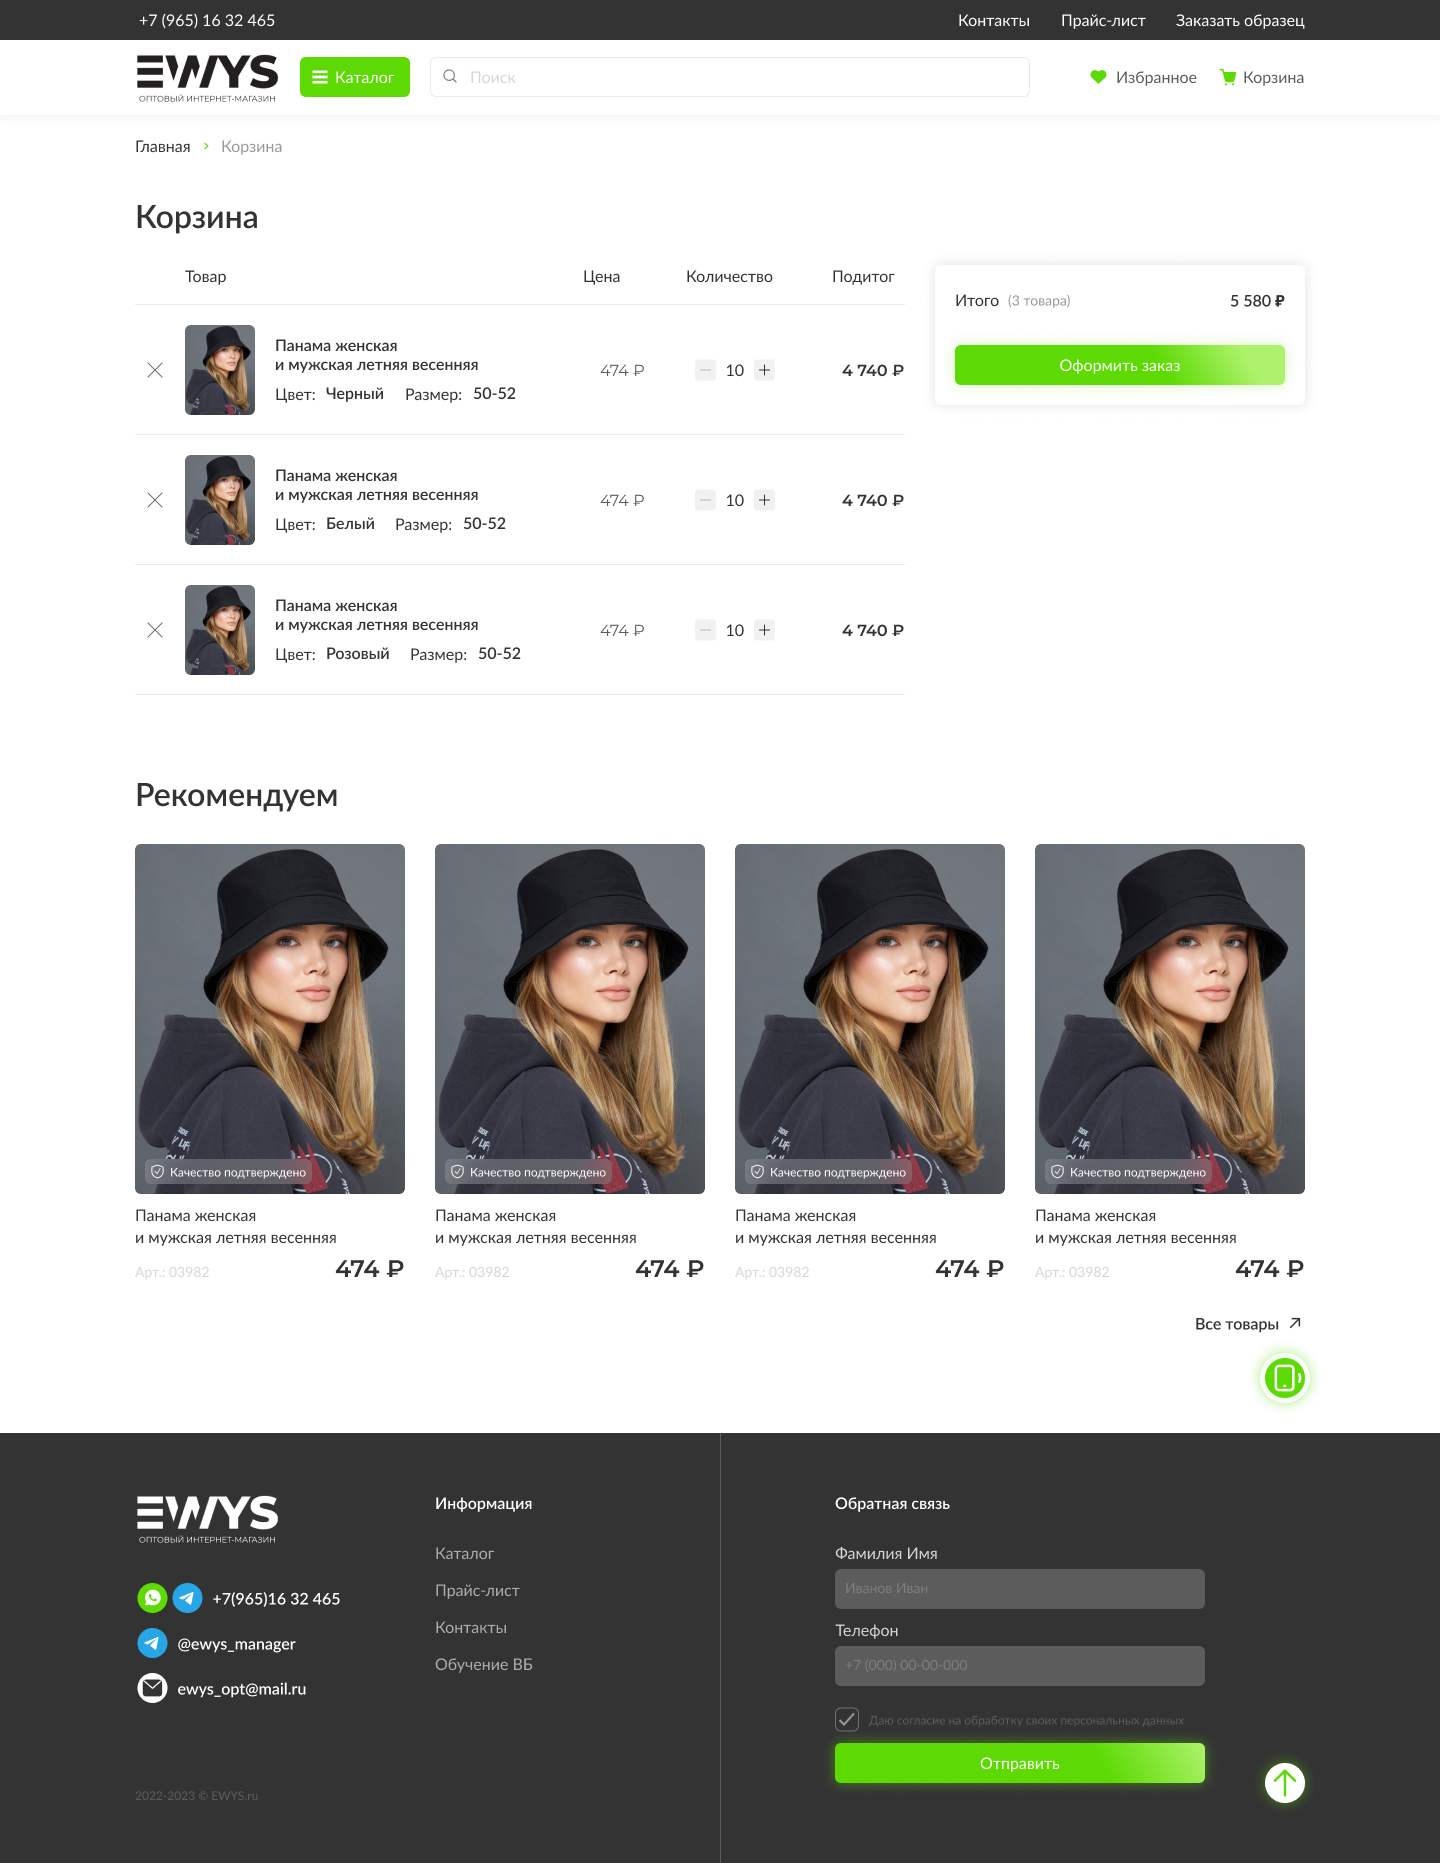 +7 (965) 16 32 465
Контакты
Прайс-лист
Заказать образец
EWYS
ОПТОВЫЙ ИНТЕРНЕТ-МАГАЗИН
Каталог
Поиск
Избранное
Корзина
Главная
Корзина
Корзина
Товар
Цена
Количество
Подитог
Панама женская
и мужская летняя весенняя
Цвет: Черный Размер: 50-52
474 ₽
10
4 740 ₽
Панама женская
и мужская летняя весенняя
Цвет: Белый Размер: 50-52
474 ₽
10
4 740 ₽
Панама женская
и мужская летняя весенняя
Цвет: Розовый Размер: 50-52
474 ₽
10
4 740 ₽
Итого (3 товара)
5 580 ₽
Оформить заказ
Рекомендуем
Качество подтверждено
Панама женская
и мужская летняя весенняя
Арт.: 03982
474 ₽
Качество подтверждено
Панама женская
и мужская летняя весенняя
Арт.: 03982
474 ₽
Качество подтверждено
Панама женская
и мужская летняя весенняя
Арт.: 03982
474 ₽
Качество подтверждено
Панама женская
и мужская летняя весенняя
Арт.: 03982
474 ₽
Все товары
EWYS
ОПТОВЫЙ ИНТЕРНЕТ-МАГАЗИН
+7(965)16 32 465
@ewys_manager
ewys_opt@mail.ru
2022-2023 © EWYS.ru
Информация
Каталог
Прайс-лист
Контакты
Обучение ВБ
Обратная связь
Фамилия Имя
Иванов Иван
Телефон
+7 (000) 00-00-000
Даю согласие на обработку своих персональных данных
Отправить